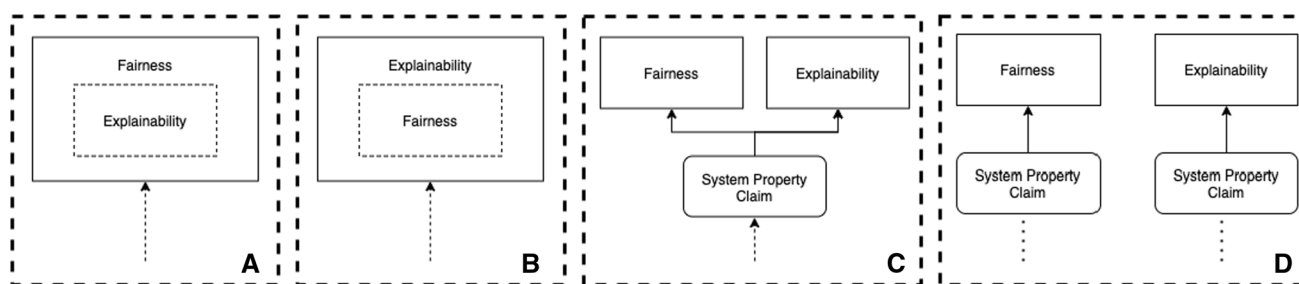 Fairness
Explainability
A
Explainability
Fairness
B
Fairness
Explainability
System Property
Claim
C
Fairness
Explainability
System Property
Claim
System Property
Claim
D